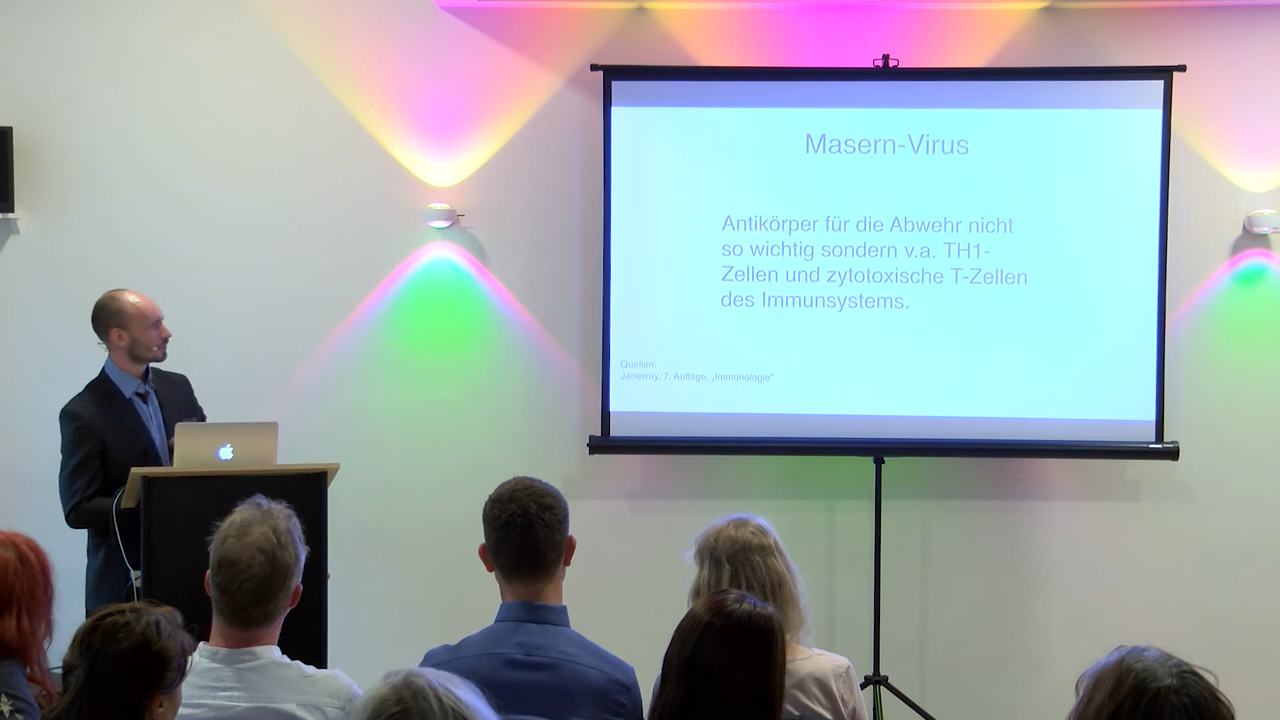 Masern-Virus
Antikörper für die Abwehr nicht
so wichtig sondern v.a. TH1-
Zellen und zytotoxische T-Zellen
des Immunsystems.
Quellen:
Janeway, 7. Auflage, „Immunologie“